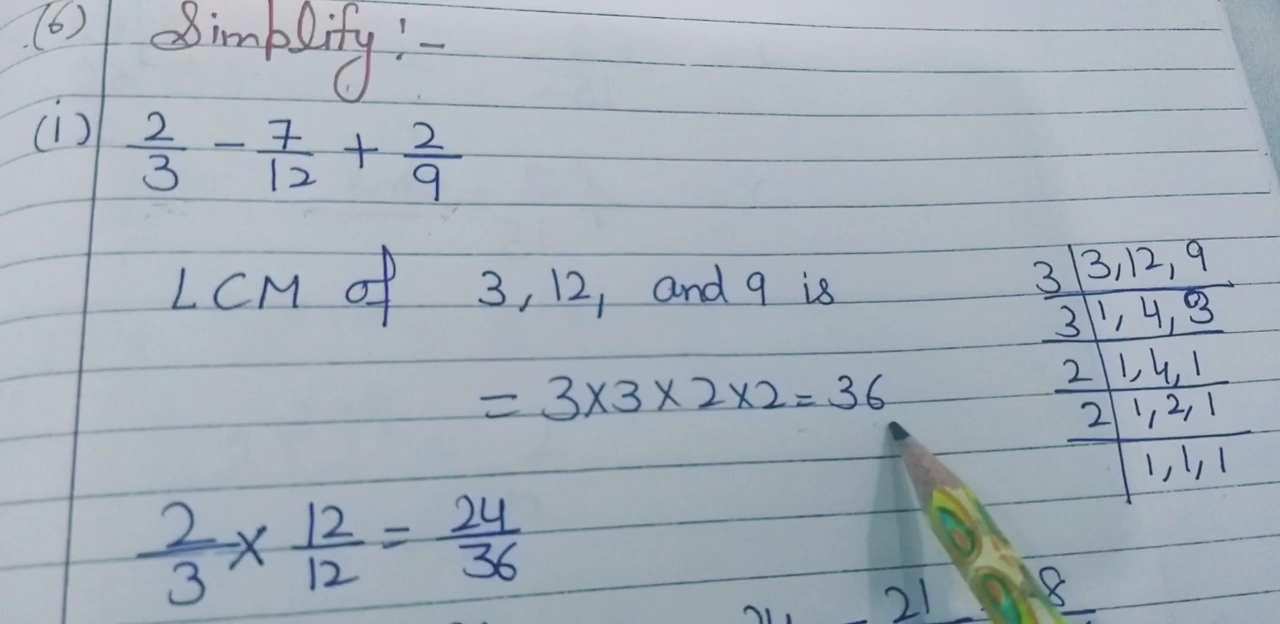 (6) Simplify:-
(i) 2/3 - 7/12 + 2/9
LCM of 3, 12, and 9 is
= 3×3×2×2=36
3 | 3, 12, 9
3 | 1, 4, 3
2 | 1, 4, 1
2 | 1, 2, 1
1, 1, 1
2/3 × 12/12 = 24/36
21 8